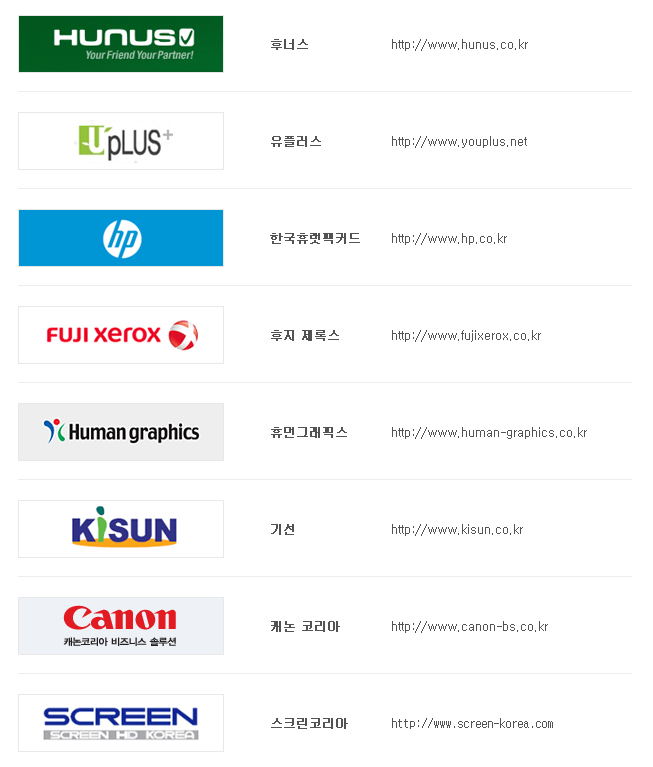 HUNUS
Your Friend Your Partner!
후너스
http://www.hunus.co.kr
UpLUS+
유플러스
http://www.youplus.net
hp
한국휴렛팩커드
http://www.hp.co.kr
FUJI xerox
후지 제록스
http://www.fujixerox.co.kr
Human graphics
휴먼그래픽스
http://www.human-graphics.co.kr
KiSUN
기선
http://www.kisun.co.kr
Canon
캐논코리아 비즈니스 솔루션
캐논 코리아
http://www.canon-bs.co.kr
SCREEN
SCREEN HD KOREA
스크린코리아
http://www.screen-korea.com